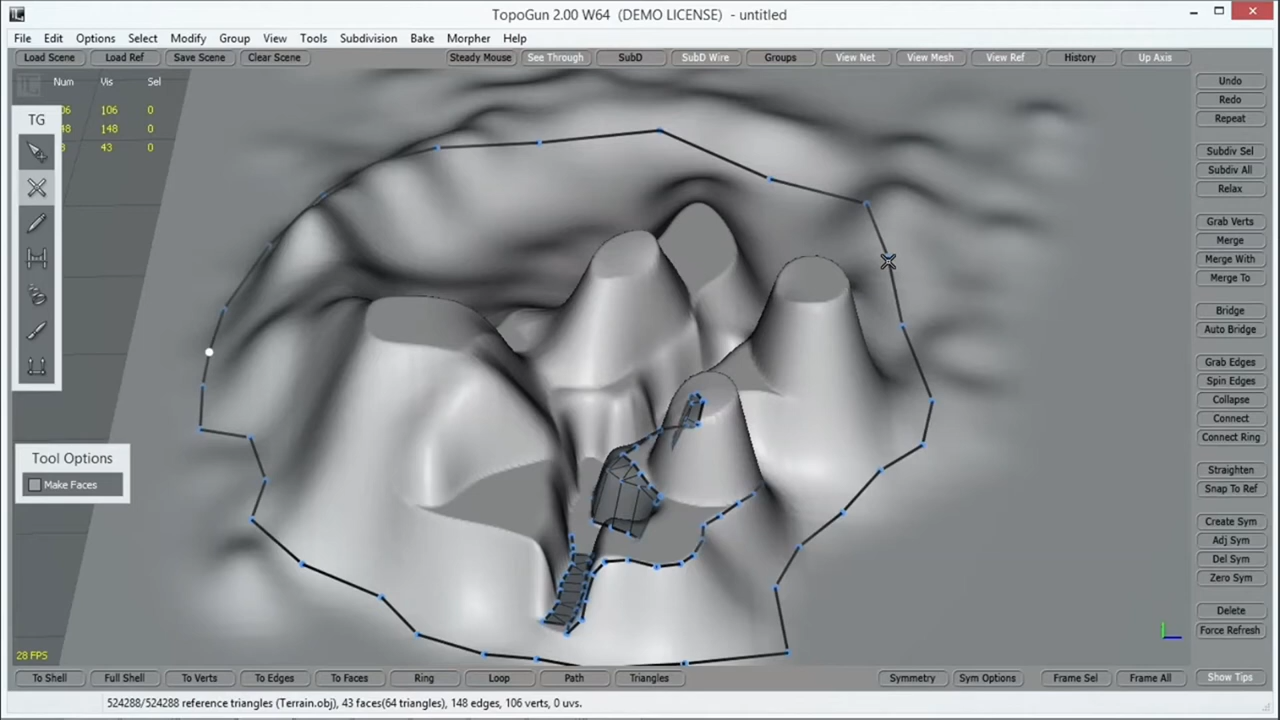 TopoGun 2.00 W64 (DEMO LICENSE) - untitled
File Edit Options Select Modify Group View Tools Subdivision Bake Morpher Help
Load Scene Load Ref Save Scene Clear Scene Steady Mouse See Through SubD SubD Wire Groups View Net View Mesh View Ref History Up Axis
Num Vis Sel
06 106 0
48 148 0
3 43 0
TG
Tool Options
Make Faces
28 FPS
Undo
Redo
Repeat
Subdiv Sel
Subdiv All
Relax
Grab Verts
Merge
Merge With
Merge To
Bridge
Auto Bridge
Grab Edges
Spin Edges
Collapse
Connect
Connect Ring
Straighten
Snap To Ref
Create Sym
Adj Sym
Del Sym
Zero Sym
Delete
Force Refresh
To Shell Full Shell To Verts To Edges To Faces Ring Loop Path Triangles Symmetry Sym Options Frame Sel Frame All Show Tips
524288/524288 reference triangles (Terrain.obj), 43 faces(64 triangles), 148 edges, 106 verts, 0 uvs.